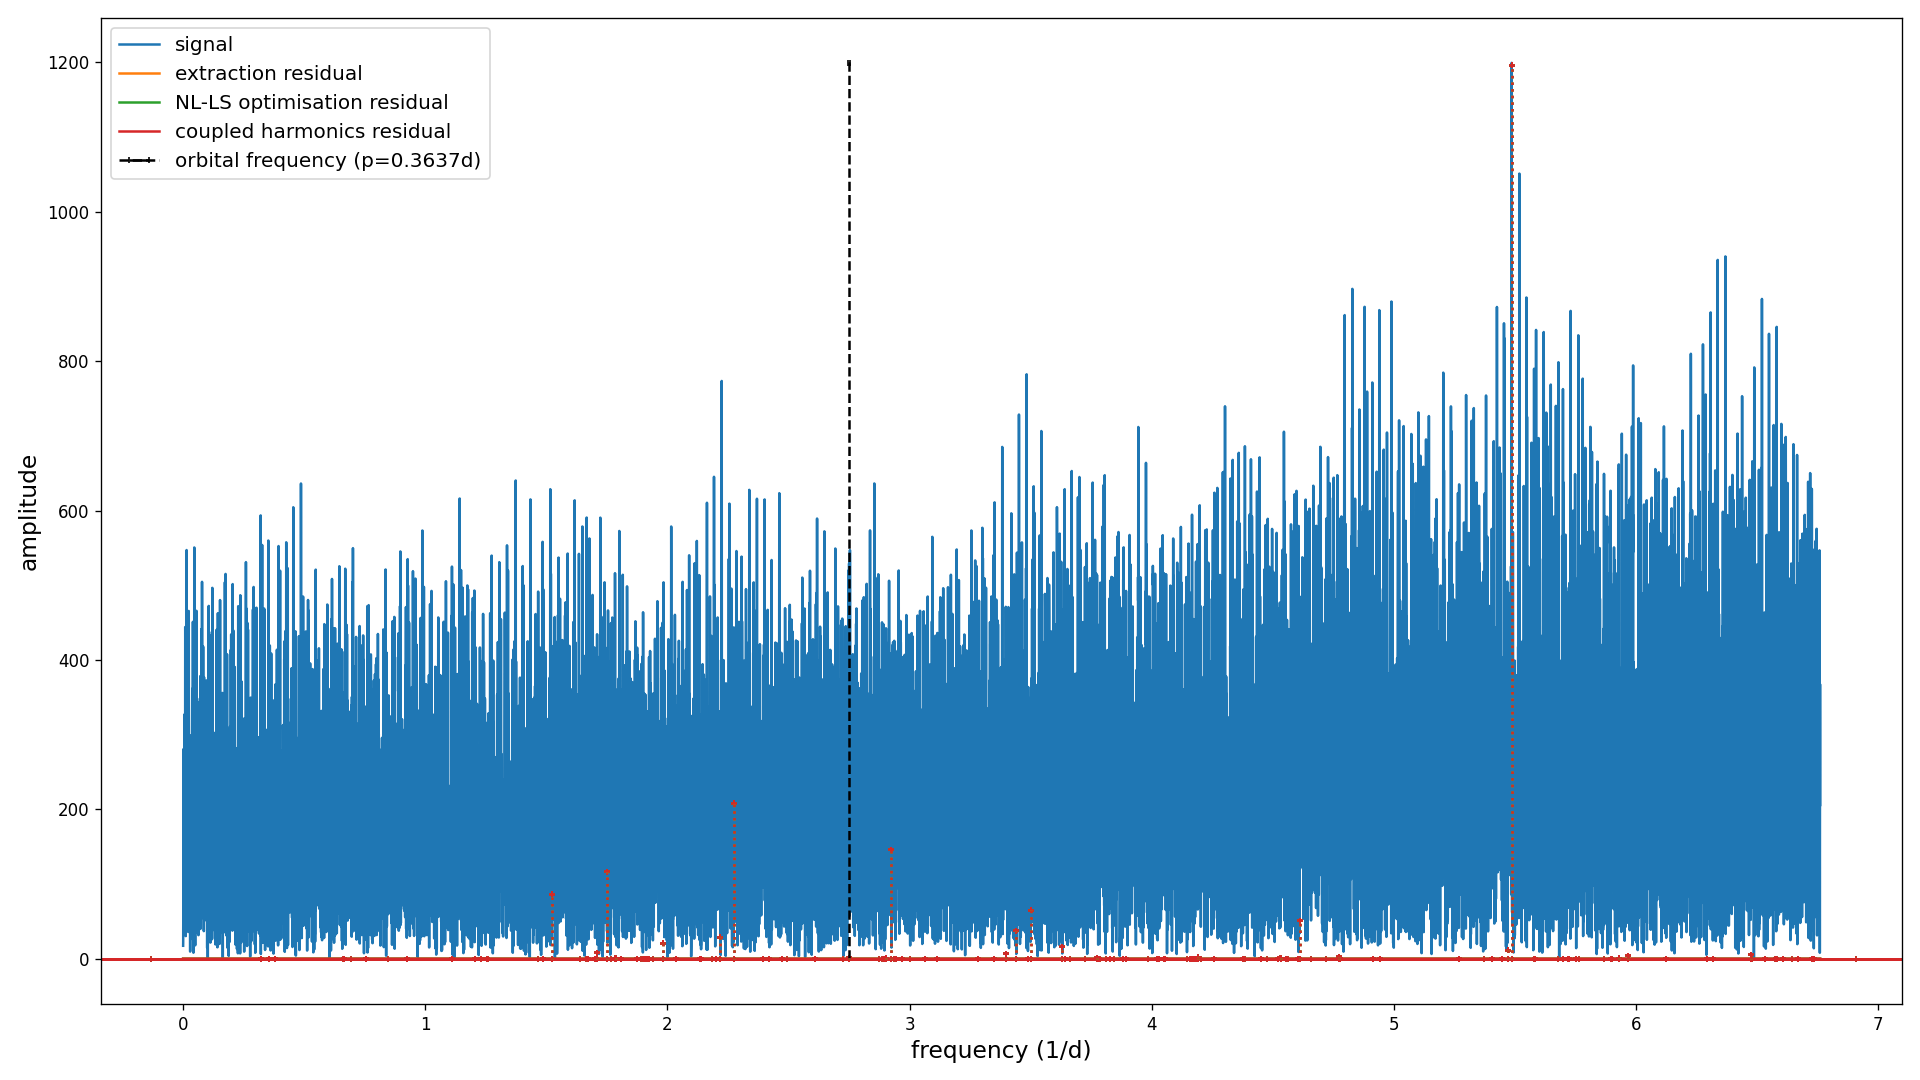 signal
extraction residual
NL-LS optimisation residual
coupled harmonics residual
orbital frequency (p=0.3637d)
1200
1000
800
600
400
200
0
amplitude
0 1 2 3 4 5 6 7
frequency (1/d)